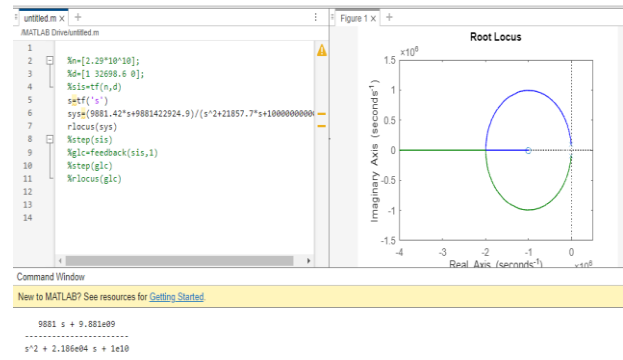 untitled.m × +
/MATLAB Drive/untitled.m
1
2 %n=[2.29*10^10];
3 %d=[1 32698.6 0];
4 %sis=tf(n,d)
5 s=tf('s')
6 sys=(9881.42*s+9881422924.9)/(s^2+21857.7*s+1000000000
7 rlocus(sys)
8 %step(sis)
9 %glc=feedback(sis,1)
10 %step(glc)
11 %rlocus(glc)
12
13
14
Figure 1 × +
Root Locus
×10^6
1.5
1
0.5
0
-0.5
-1
-1.5
Imaginary Axis (seconds^-1)
-4 -3 -2 -1 0
Real Axis (seconds^-1)
×10^6
Command Window
New to MATLAB? See resources for Getting Started.
9881 s + 9.881e09
-----------------------
s^2 + 2.186e04 s + 1e10